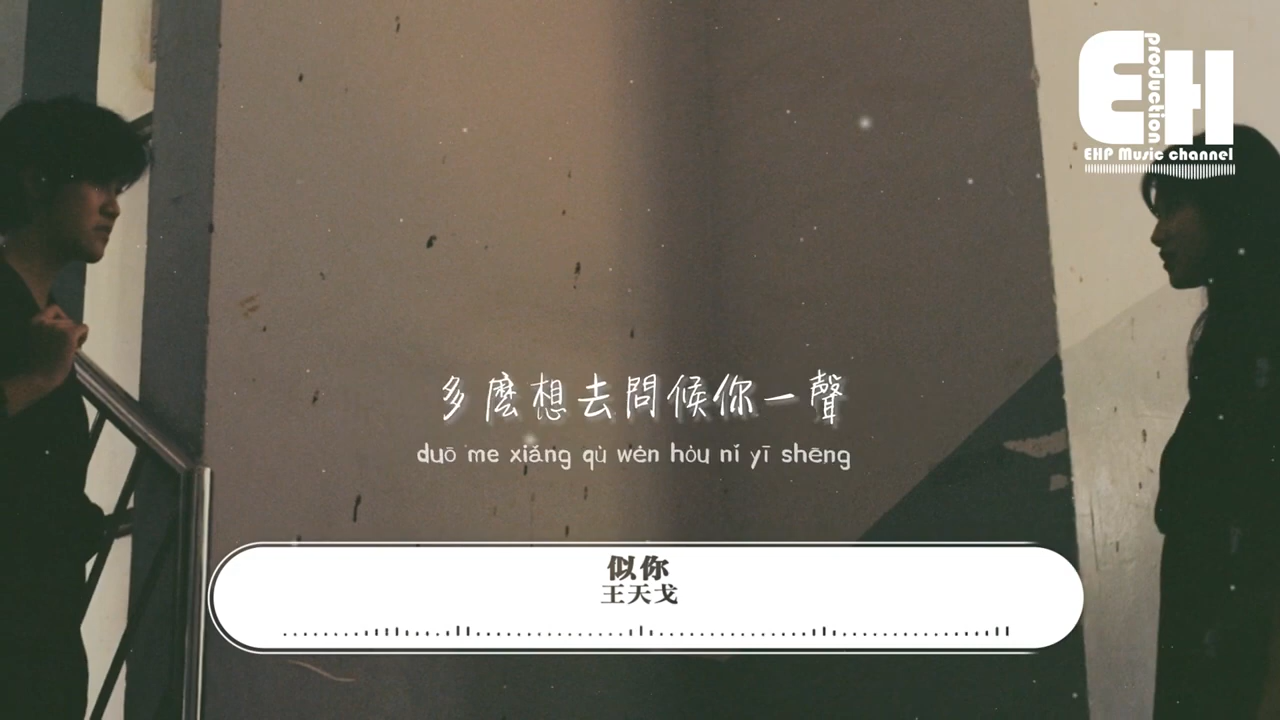 EH
production
EHP Music channel
多麼想去問候你一聲
duō me xiǎng qù wèn hòu nǐ yī shēng
似你
王天戈